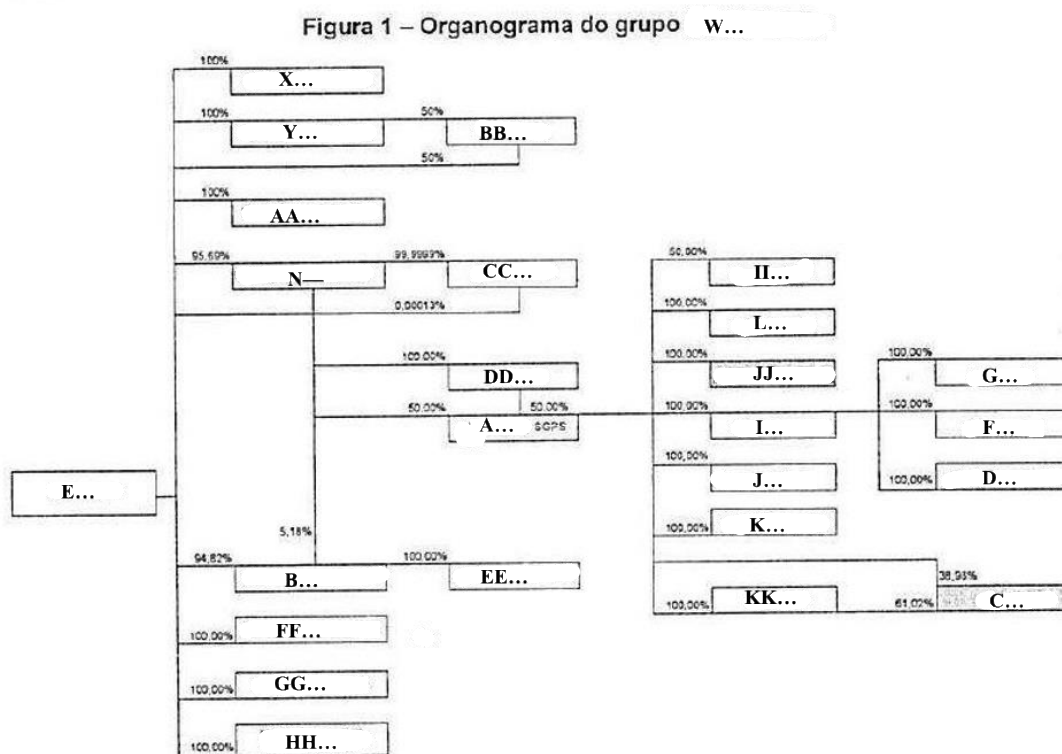 Figura 1 – Organograma do grupo W...
100%
X...
100%
Y...
50%
BB...
50%
100%
AA...
95,69%
N—
99,9999%
CC...
0,00013%
100,00%
DD...
50,00%
A... SGPS
50,00%
50,00%
II...
100,00%
L...
100,00%
JJ...
100,00%
I...
100,00%
J...
100,00%
K...
100,00%
KK...
100,00%
G...
100,00%
F...
100,00%
D...
38,98%
61,02%
C...
E...
5,18%
94,82%
B...
100,00%
EE...
100,00%
FF...
100,00%
GG...
100,00%
HH...